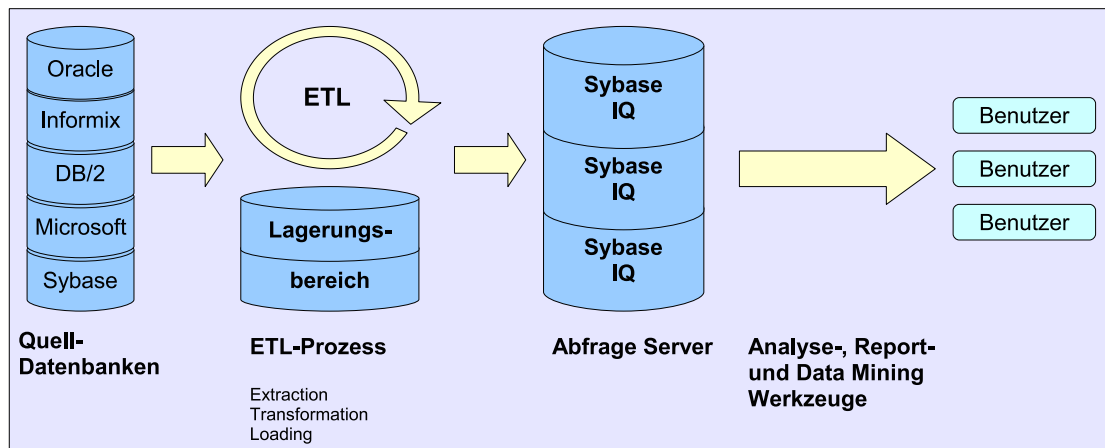 Oracle
Informix
DB/2
Microsoft
Sybase
Quell-
Datenbanken
ETL
Lagerungs-
bereich
ETL-Prozess
Extraction
Transformation
Loading
Sybase
IQ
Sybase
IQ
Sybase
IQ
Abfrage Server
Analyse-, Report-
und Data Mining
Werkzeuge
Benutzer
Benutzer
Benutzer